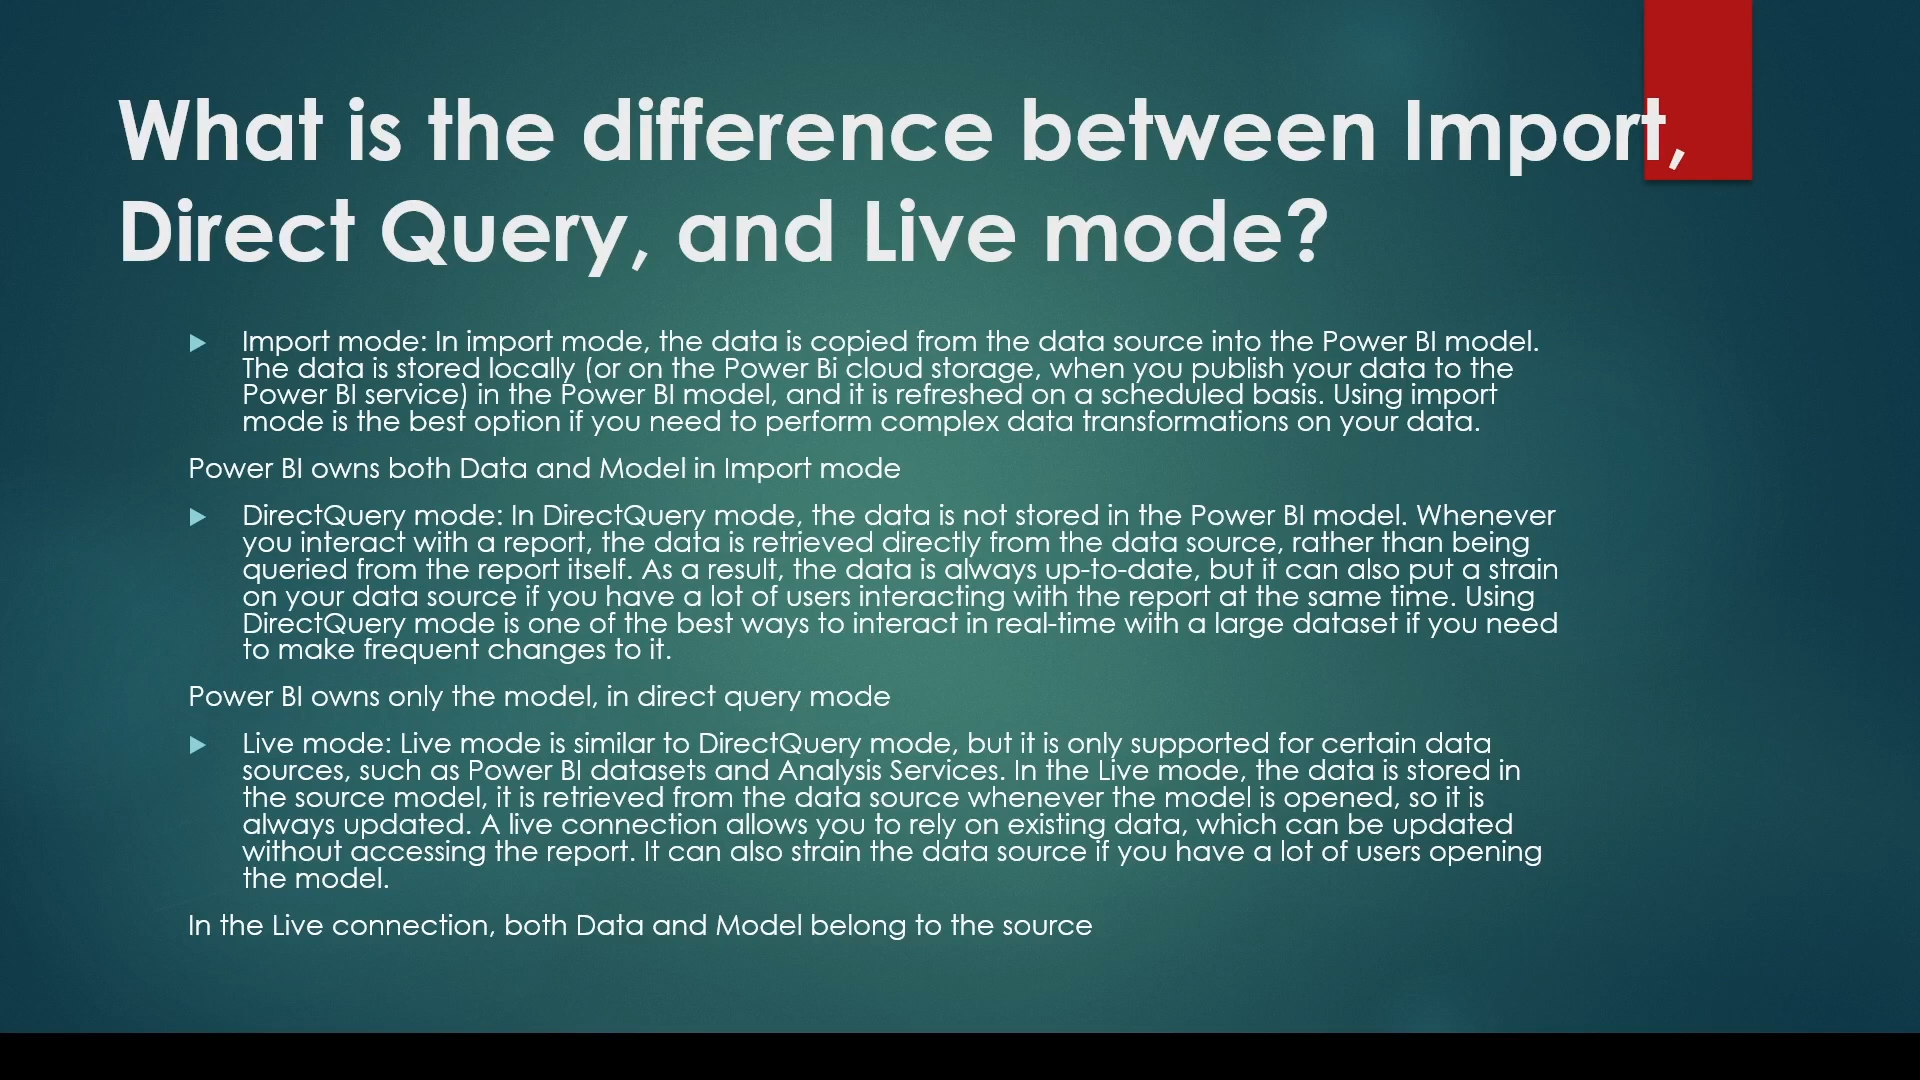 What is the difference between Import,
Direct Query, and Live mode?
Import mode: In import mode, the data is copied from the data source into the Power BI model.
The data is stored locally (or on the Power Bi cloud storage, when you publish your data to the
Power BI service) in the Power BI model, and it is refreshed on a scheduled basis. Using import
mode is the best option if you need to perform complex data transformations on your data.
Power BI owns both Data and Model in Import mode
DirectQuery mode: In DirectQuery mode, the data is not stored in the Power BI model. Whenever
you interact with a report, the data is retrieved directly from the data source, rather than being
queried from the report itself. As a result, the data is always up-to-date, but it can also put a strain
on your data source if you have a lot of users interacting with the report at the same time. Using
DirectQuery mode is one of the best ways to interact in real-time with a large dataset if you need
to make frequent changes to it.
Power BI owns only the model, in direct query mode
Live mode: Live mode is similar to DirectQuery mode, but it is only supported for certain data
sources, such as Power BI datasets and Analysis Services. In the Live mode, the data is stored in
the source model, it is retrieved from the data source whenever the model is opened, so it is
always updated. A live connection allows you to rely on existing data, which can be updated
without accessing the report. It can also strain the data source if you have a lot of users opening
the model.
In the Live connection, both Data and Model belong to the source